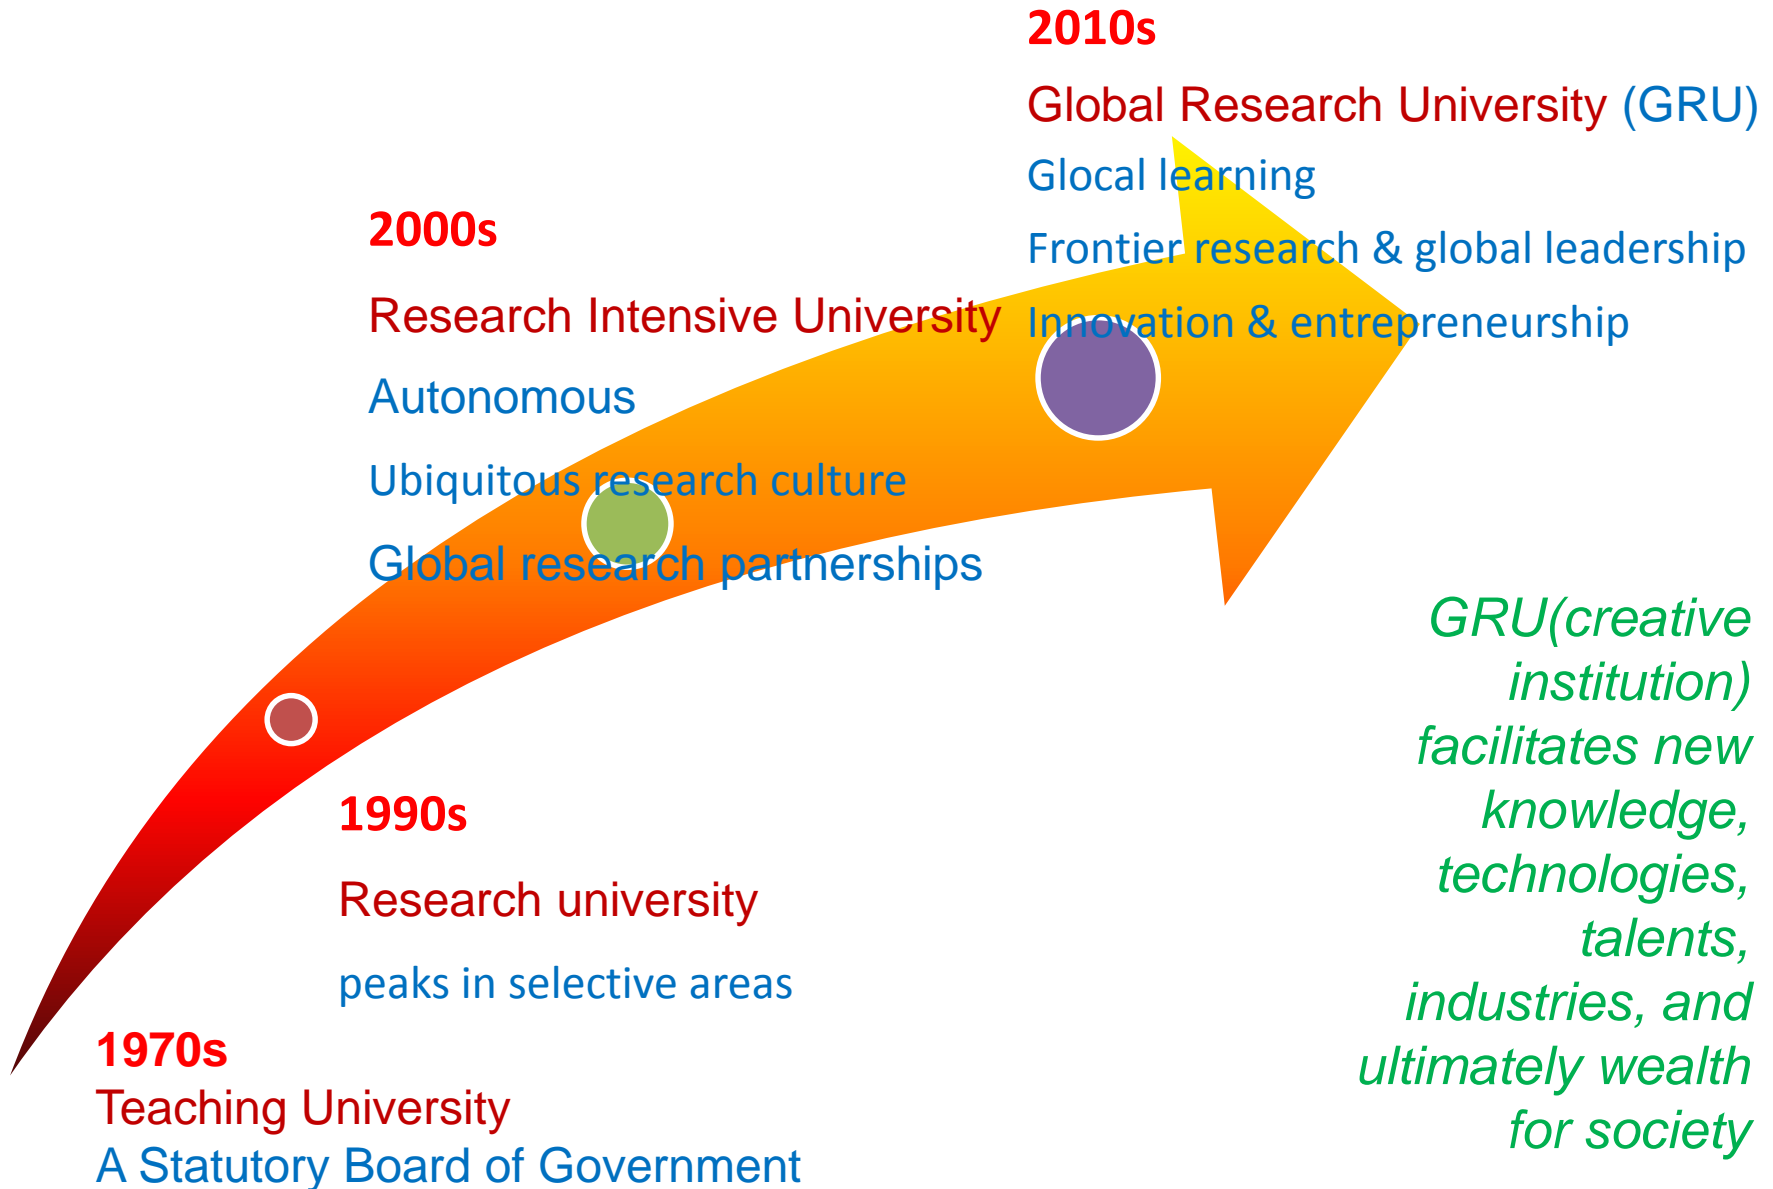 2010s
Global Research University (GRU)
Glocal learning
Frontier research & global leadership
Innovation & entrepreneurship
2000s
Research Intensive University
Autonomous
Ubiquitous research culture
Global research partnerships
1990s
Research university
peaks in selective areas
1970s
Teaching University
A Statutory Board of Government
GRU(creative
institution)
facilitates new
knowledge,
technologies,
talents,
industries, and
ultimately wealth
for society